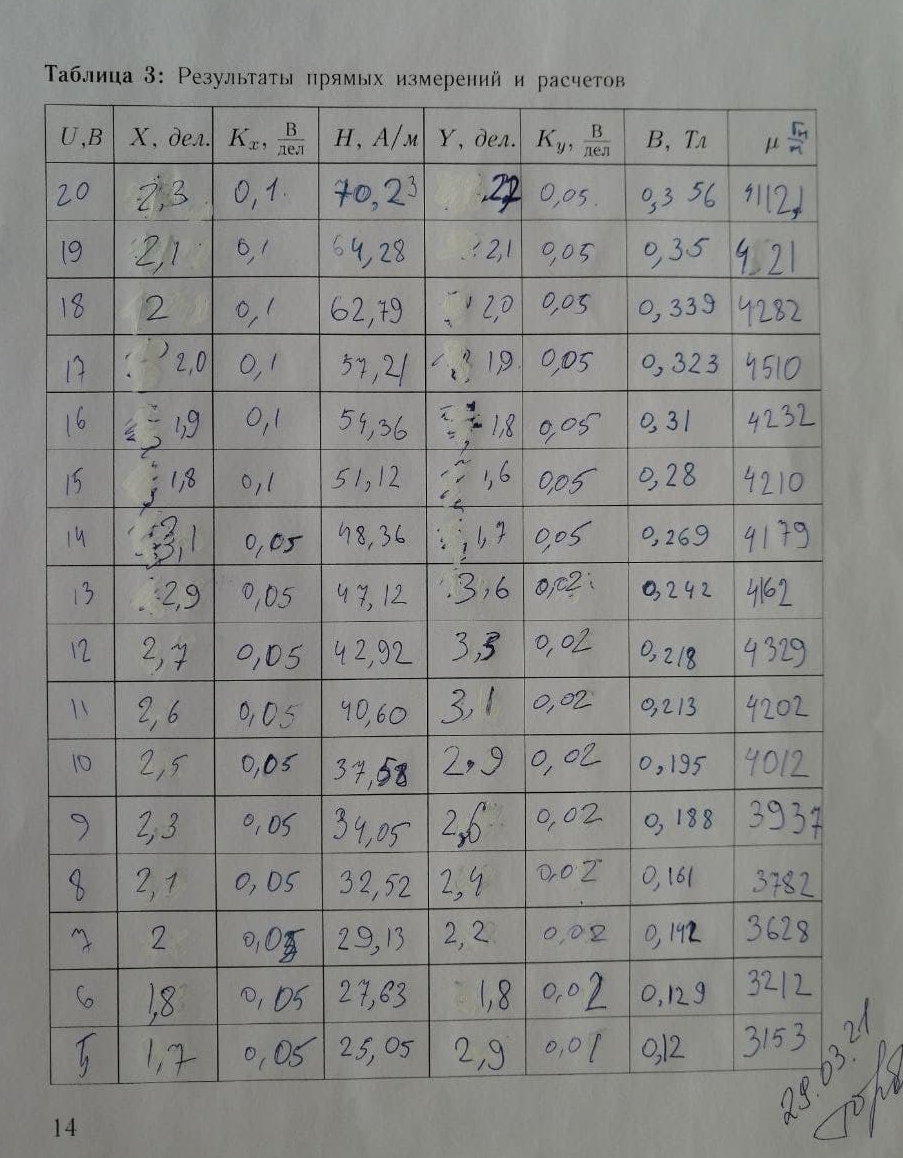 Таблица 3: Результаты прямых измерений и расчетов
U,В X, дел. Kx, В/дел H, А/м Y, дел. Ky, В/дел B, Тл μ Гн/м
20 2,3 0,1 70,23 2,2 0,05 0,356 4121
19 2,1 0,1 64,28 2,1 0,05 0,35 4321
18 2 0,1 62,79 2,0 0,05 0,339 4282
17 2,0 0,1 57,21 1,9 0,05 0,323 4510
16 1,9 0,1 54,36 1,8 0,05 0,31 4232
15 1,8 0,1 51,12 1,6 0,05 0,28 4210
14 3,1 0,05 48,36 1,7 0,05 0,269 4179
13 2,9 0,05 47,12 3,6 0,02 0,242 4162
12 2,7 0,05 42,92 3,3 0,02 0,218 4329
11 2,6 0,05 40,60 3,1 0,02 0,213 4202
10 2,5 0,05 37,58 2,9 0,02 0,195 4012
9 2,3 0,05 34,05 2,6 0,02 0,188 3937
8 2,1 0,05 32,52 2,4 0,02 0,161 3782
7 2 0,05 29,13 2,2 0,02 0,142 3628
6 1,8 0,05 27,63 1,8 0,02 0,129 3212
5 1,7 0,05 25,05 2,9 0,01 0,12 3153
29.03.21
14